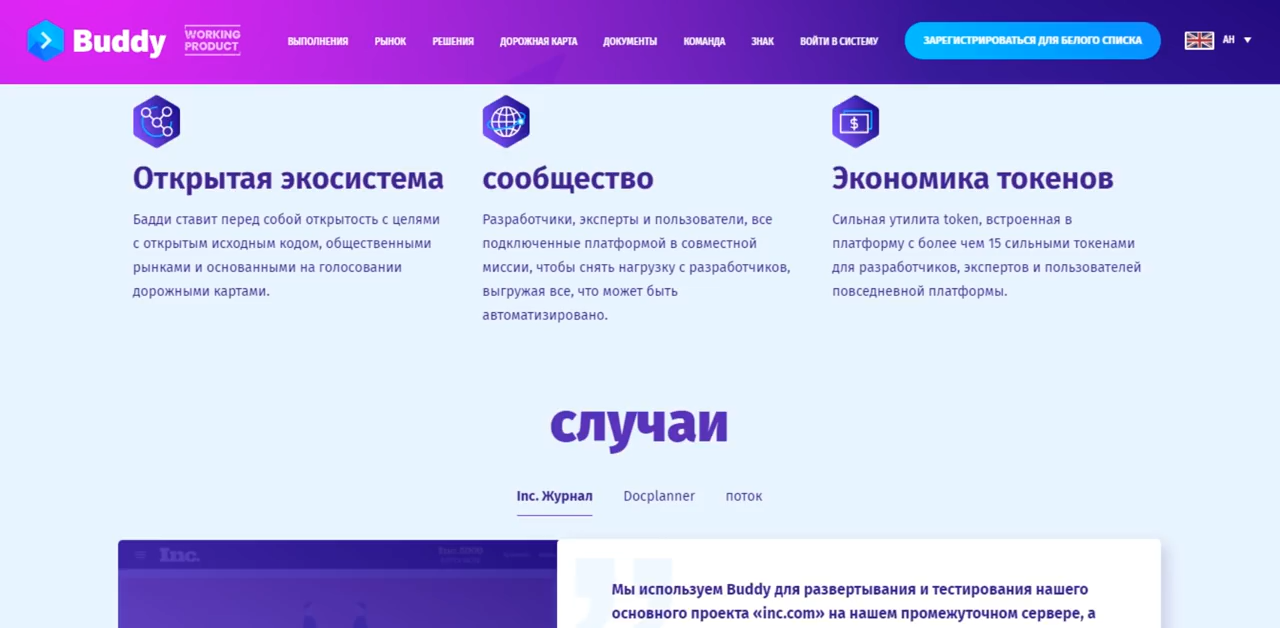 Buddy WORKING PRODUCT ВЫПОЛНЕНИЯ РЫНОК РЕШЕНИЯ ДОРОЖНАЯ КАРТА ДОКУМЕНТЫ КОМАНДА ЗНАК ВОЙТИ В СИСТЕМУ ЗАРЕГИСТРИРОВАТЬСЯ ДЛЯ БЕЛОГО СПИСКА АН
Открытая экосистема
Бадди ставит перед собой открытость с целями
с открытым исходным кодом, общественными
рынками и основанными на голосовании
дорожными картами.
сообщество
Разработчики, эксперты и пользователи, все
подключенные платформой в совместной
миссии, чтобы снять нагрузку с разработчиков,
выгружая все, что может быть
автоматизировано.
Экономика токенов
Сильная утилита token, встроенная в
платформу с более чем 15 сильными токенами
для разработчиков, экспертов и пользователей
повседневной платформы.
случаи
Inc. Журнал Docplanner поток
Inc.
Мы используем Buddy для развертывания и тестирования нашего
основного проекта «inc.com» на нашем промежуточном сервере, а